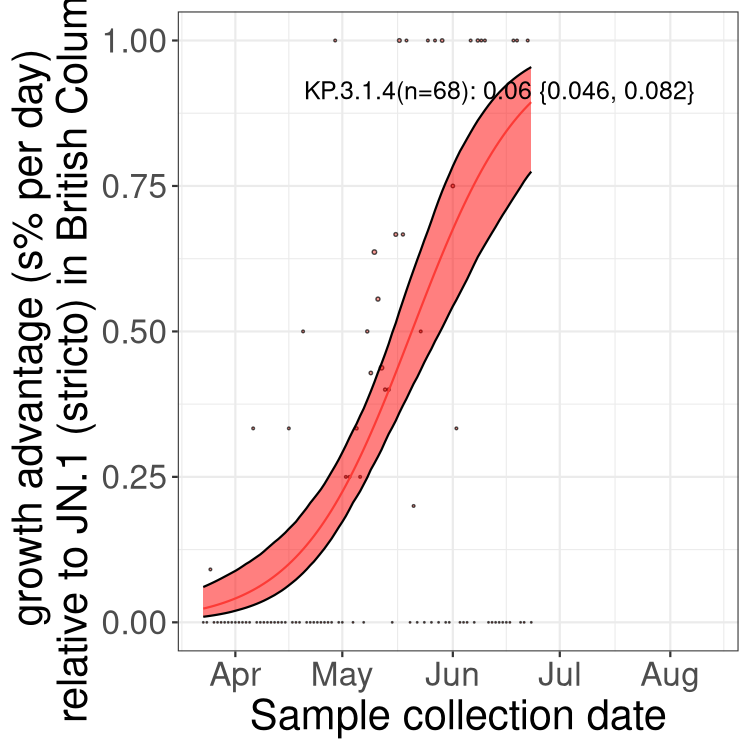 growth advantage (s% per day)
relative to JN.1 (stricto) in British Colum
1.00
0.75
0.50
0.25
0.00
KP.3.1.4(n=68): 0.06 {0.046, 0.082}
Apr May Jun Jul Aug
Sample collection date